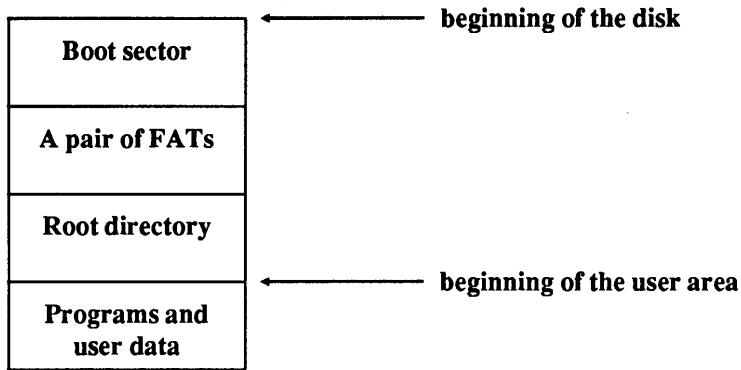 beginning of the disk
Boot sector
A pair of FATs
Root directory
beginning of the user area
Programs and
user data